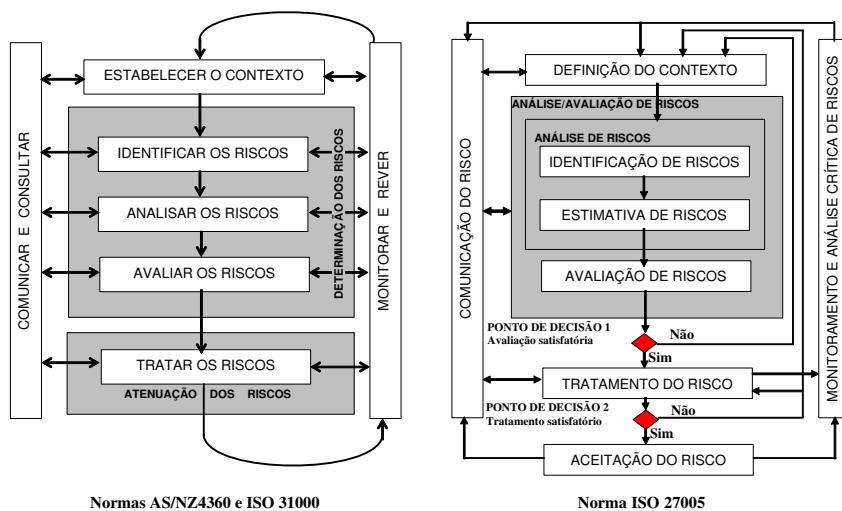 ESTABELECER O CONTEXTO
COMUNICAR E CONSULTAR
IDENTIFICAR OS RISCOS
ANALISAR OS RISCOS
AVALIAR OS RISCOS
DETERMINAÇÃO DOS RISCOS
MONITORAR E REVER
TRATAR OS RISCOS
ATENUAÇÃO DOS RISCOS
Normas AS/NZ4360 e ISO 31000
DEFINIÇÃO DO CONTEXTO
COMUNICAÇÃO DO RISCO
ANÁLISE/AVALIAÇÃO DE RISCOS
ANÁLISE DE RISCOS
IDENTIFICAÇÃO DE RISCOS
ESTIMATIVA DE RISCOS
AVALIAÇÃO DE RISCOS
MONITORAMENTO E ANÁLISE CRÍTICA DE RISCOS
PONTO DE DECISÃO 1
Avaliação satisfatória
Não
Sim
TRATAMENTO DO RISCO
PONTO DE DECISÃO 2
Tratamento satisfatório
Não
Sim
ACEITAÇÃO DO RISCO
Norma ISO 27005